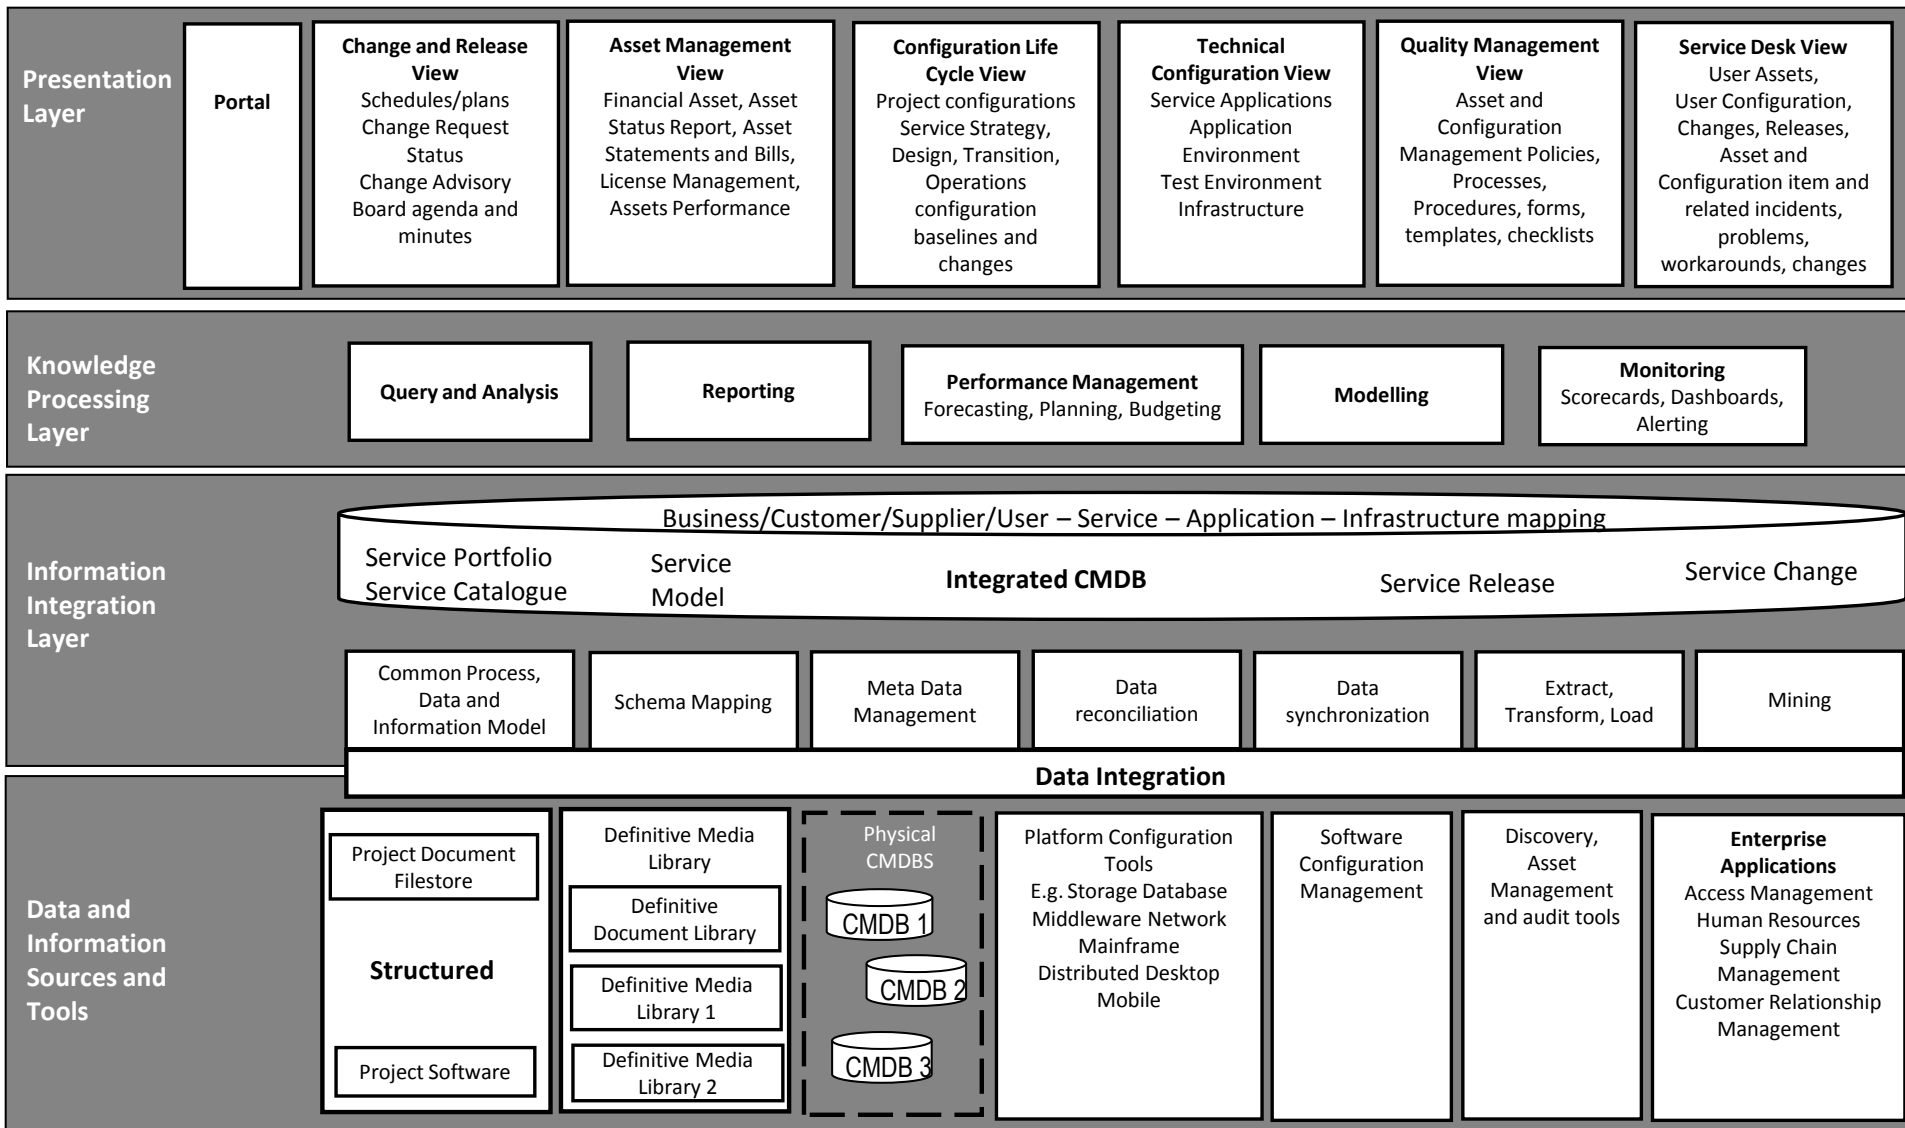 Presentation
Layer
Portal
Change and Release
View
Schedules/plans
Change Request
Status
Change Advisory
Board agenda and
minutes
Asset Management
View
Financial Asset, Asset
Status Report, Asset
Statements and Bills,
License Management,
Assets Performance
Configuration Life
Cycle View
Project configurations
Service Strategy,
Design, Transition,
Operations
configuration
baselines and
changes
Technical
Configuration View
Service Applications
Application
Environment
Test Environment
Infrastructure
Quality Management
View
Asset and
Configuration
Management Policies,
Processes,
Procedures, forms,
templates, checklists
Service Desk View
User Assets,
User Configuration,
Changes, Releases,
Asset and
Configuration item and
related incidents,
problems,
workarounds, changes
Knowledge
Processing
Layer
Query and Analysis
Reporting
Performance Management
Forecasting, Planning, Budgeting
Modelling
Monitoring
Scorecards, Dashboards,
Alerting
Information
Integration
Layer
Business/Customer/Supplier/User – Service – Application – Infrastructure mapping
Service Portfolio
Service Catalogue
Service
Model
Integrated CMDB
Service Release
Service Change
Common Process,
Data and
Information Model
Schema Mapping
Meta Data
Management
Data
reconciliation
Data
synchronization
Extract,
Transform, Load
Mining
Data Integration
Data and
Information
Sources and
Tools
Project Document
Filestore
Structured
Project Software
Definitive Media
Library
Definitive
Document Library
Definitive Media
Library 1
Definitive Media
Library 2
Physical
CMDBS
CMDB 1
CMDB 2
CMDB 3
Platform Configuration
Tools
E.g. Storage Database
Middleware Network
Mainframe
Distributed Desktop
Mobile
Software
Configuration
Management
Discovery,
Asset
Management
and audit tools
Enterprise
Applications
Access Management
Human Resources
Supply Chain
Management
Customer Relationship
Management